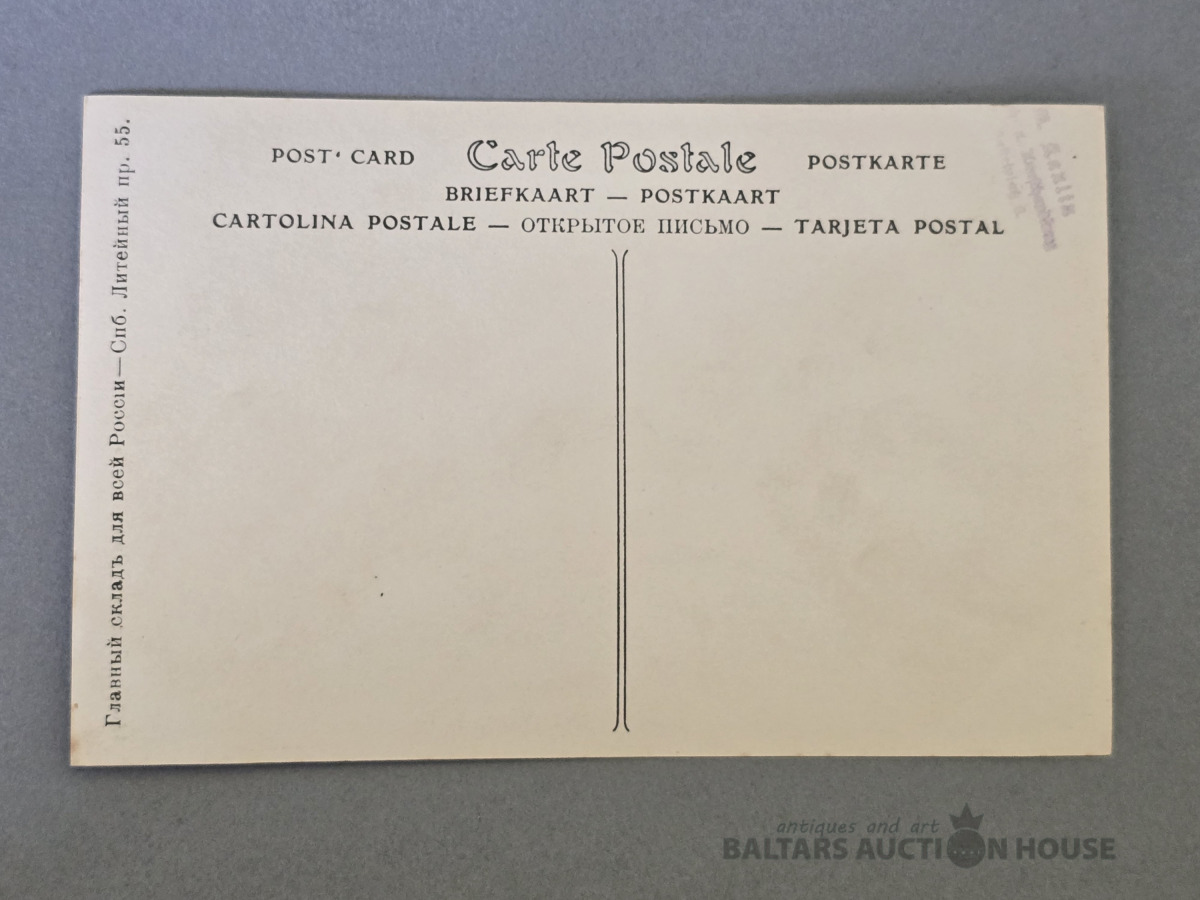 POST CARD Carte Postale POSTKARTE
BRIEFKAART — POSTKAART
CARTOLINA POSTALE — ОТКРЫТОЕ ПИСЬМО — TARJETA POSTAL
Главный складъ для всей Россіи—Спб. Литейный пр. 55.
antiques and art
BALTARS AUCTION HOUSE